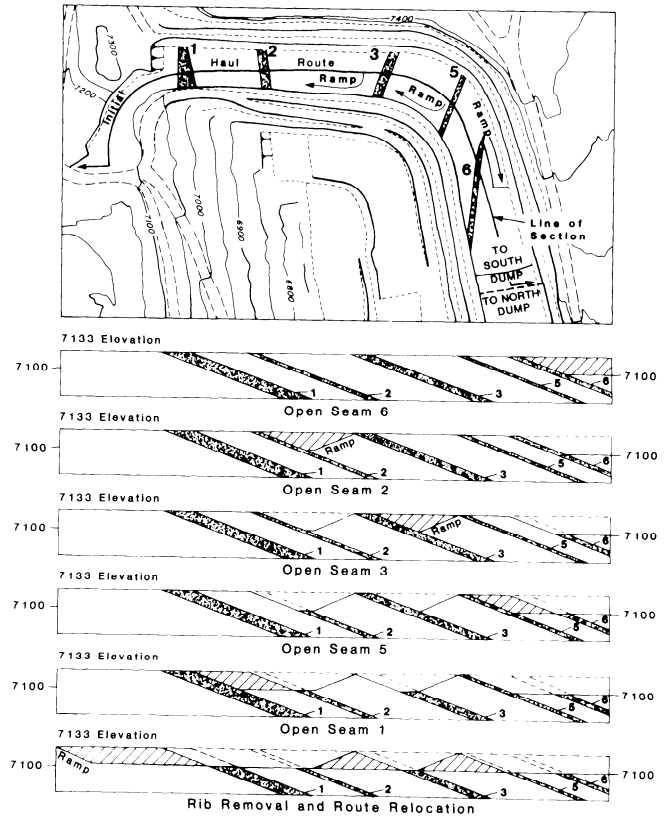 7400
7300
7200
Initial
1
Haul
2
Route
3
Ramp
Ramp
5
Ramp
6
7100
7000
6900
6800
Line of
Section
TO
SOUTH
DUMP
TO NORTH
DUMP
7133 Elevation
7100
7100
1 2 3 5 6
Open Seam 6
7133 Elevation
7100
7100
Ramp
1 2 3 5 6
Open Seam 2
7133 Elevation
7100
7100
Ramp
1 2 3 5 6
Open Seam 3
7133 Elevation
7100
7100
1 2 3 5 6
Open Seam 5
7133 Elevation
7100
7100
1 2 3 5 6
Open Seam 1
7133 Elevation
7100
7100
Ramp
1 2 3 5 6
Rib Removal and Route Relocation